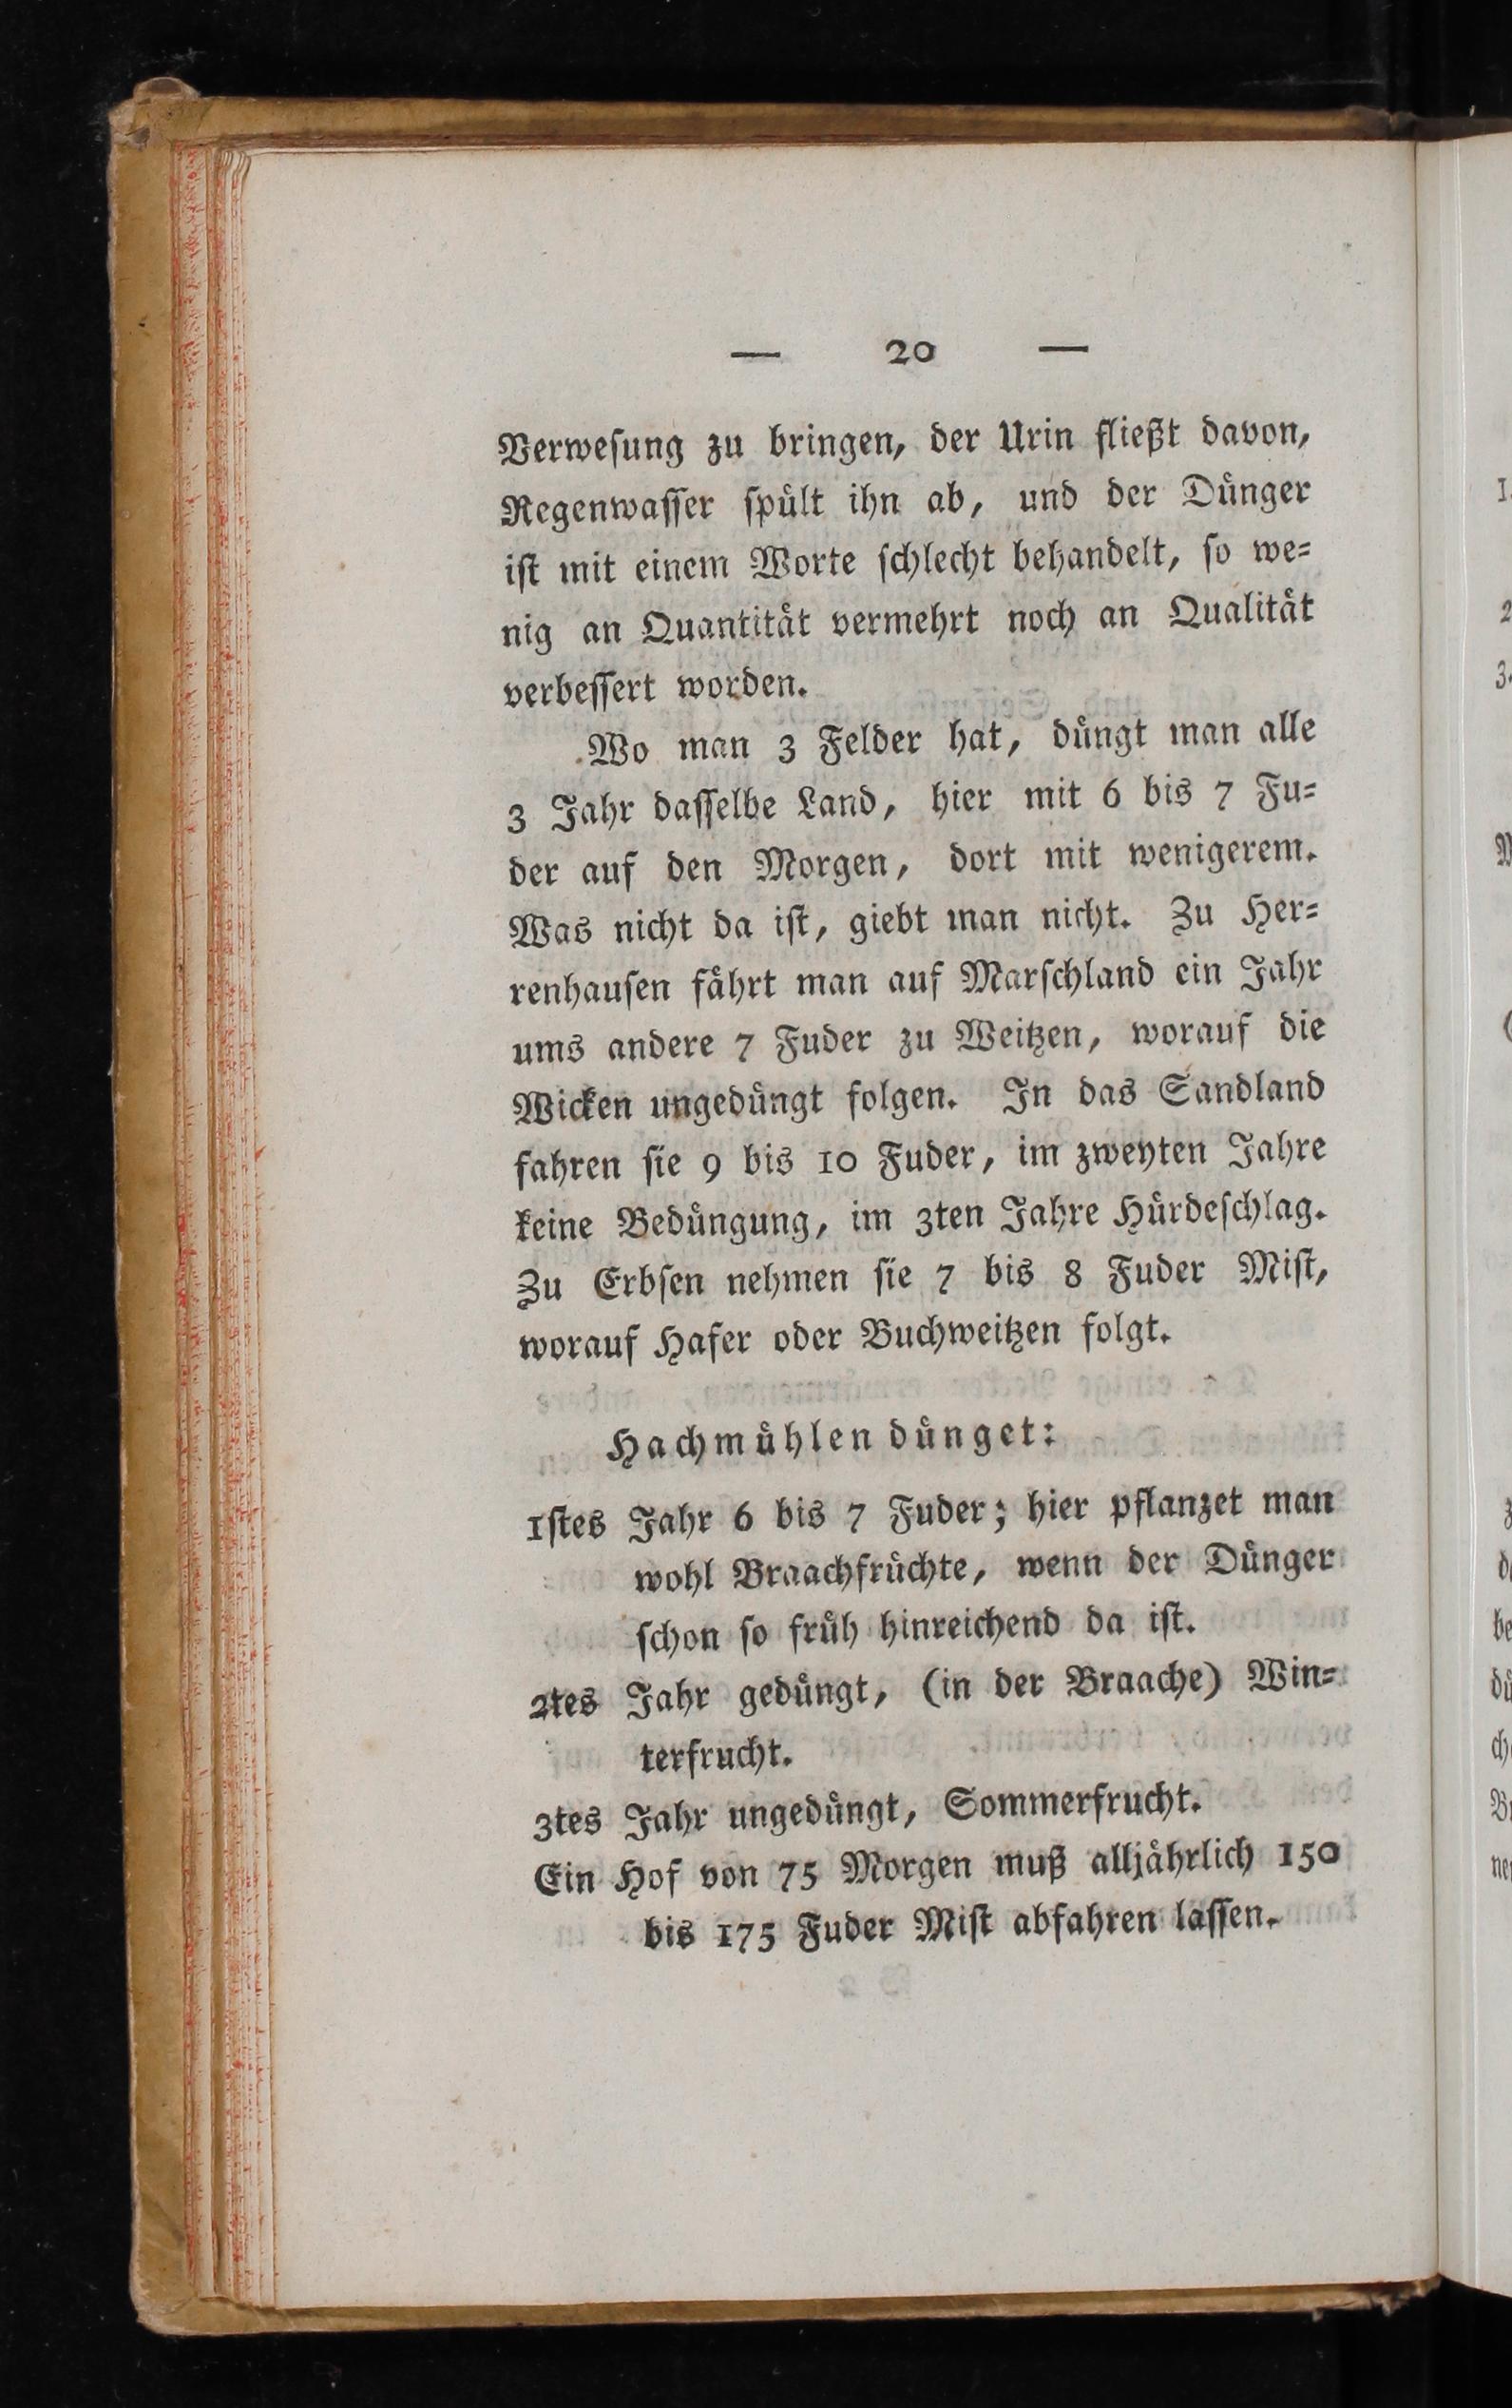 — 20 —
Verweſung zu bringen, der Urin fließt davon,
Regenwaſſer ſpült ihn ab, und der Dünger
iſt mit einem Worte ſchlecht behandelt, ſo we-
nig an Quantität vermehrt noch an Qualität
verbeſſert worden.
Wo man 3 Felder hat, düngt man alle
3 Jahr daſſelbe Land, hier mit 6 bis 7 Fu-
der auf den Morgen, dort mit wenigerem.
Was nicht da iſt, giebt man nicht. Zu Her-
renhauſen fährt man auf Marſchland ein Jahr
ums andere 7 Fuder zu Weitzen, worauf die
Wicken ungedüngt folgen. In das Sandland
fahren ſie 9 bis 10 Fuder, im zweyten Jahre
keine Bedüngung, im 3ten Jahre Hürdeſchlag.
Zu Erbſen nehmen ſie 7 bis 8 Fuder Miſt,
worauf Hafer oder Buchweitzen folgt.
Hachmühlen dünget:
1ſtes Jahr 6 bis 7 Fuder; hier pflanzet man
wohl Braachfrüchte, wenn der Dünger
ſchon ſo früh hinreichend da iſt.
2tes Jahr gedüngt, (in der Braache) Win-
terfrucht.
3tes Jahr ungedüngt, Sommerfrucht.
Ein Hof von 75 Morgen muß alljährlich 150
bis 175 Fuder Miſt abfahren laſſen.